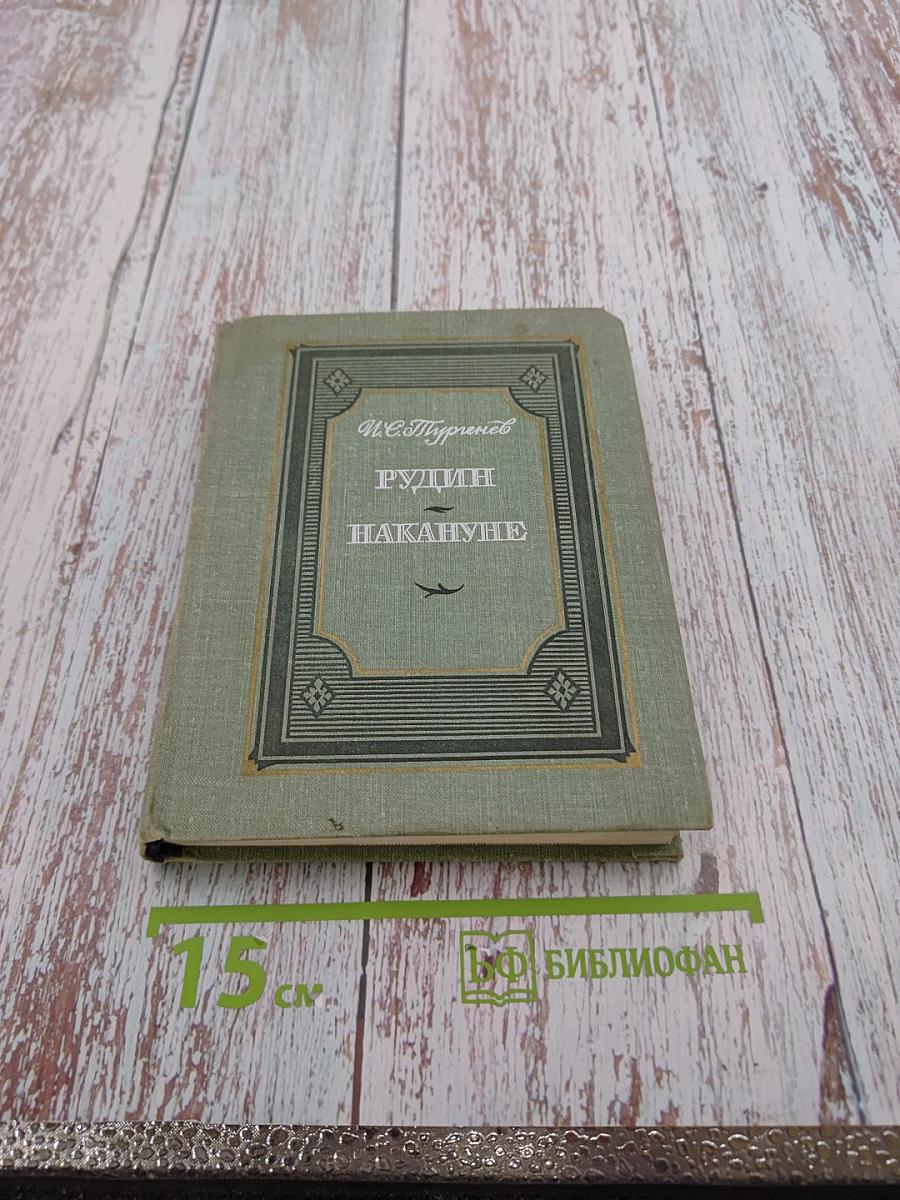 И.С.Тургенев
РУДИН
НАКАНУНЕ
15 см
БФ БИБЛИОФАН